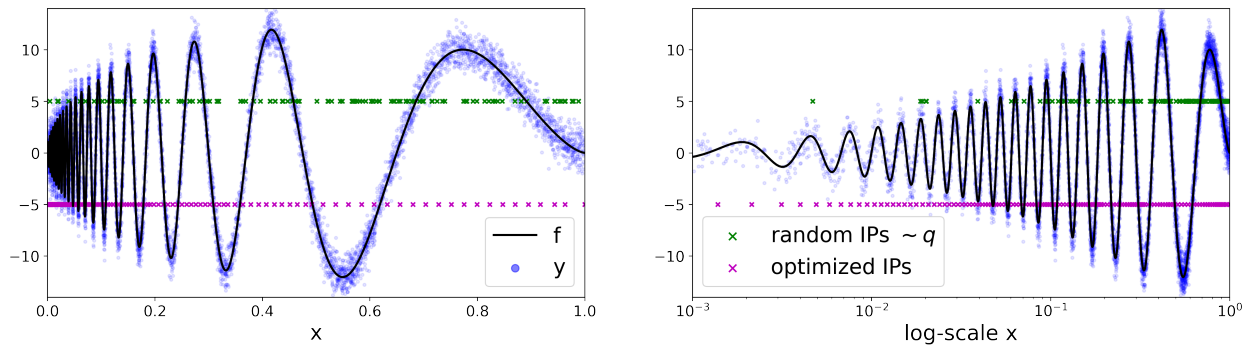 10
5
0
−5
−10
0.0 0.2 0.4 0.6 0.8 1.0
x
f
y
10
5
0
−5
−10
10⁻³ 10⁻² 10⁻¹ 10⁰
log-scale x
random IPs ~ q
optimized IPs